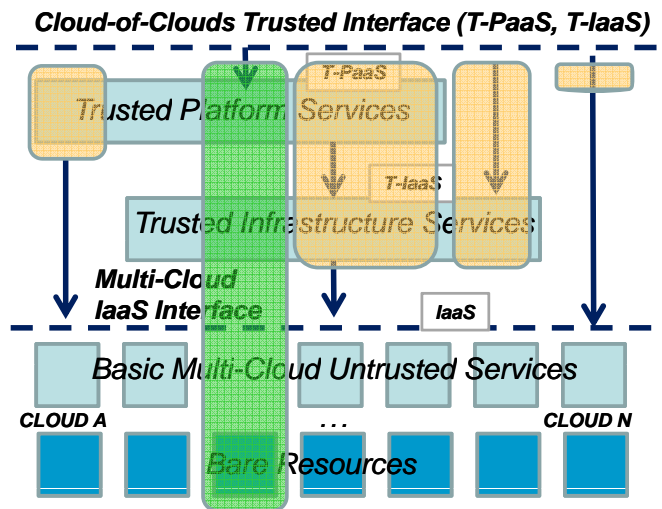 Cloud-of-Clouds Trusted Interface (T-PaaS, T-IaaS)
T-PaaS
Trusted Platform Services
T-IaaS
Trusted Infrastructure Services
Multi-Cloud
IaaS Interface
IaaS
Basic Multi-Cloud Untrusted Services
CLOUD A
...
CLOUD N
Bare Resources